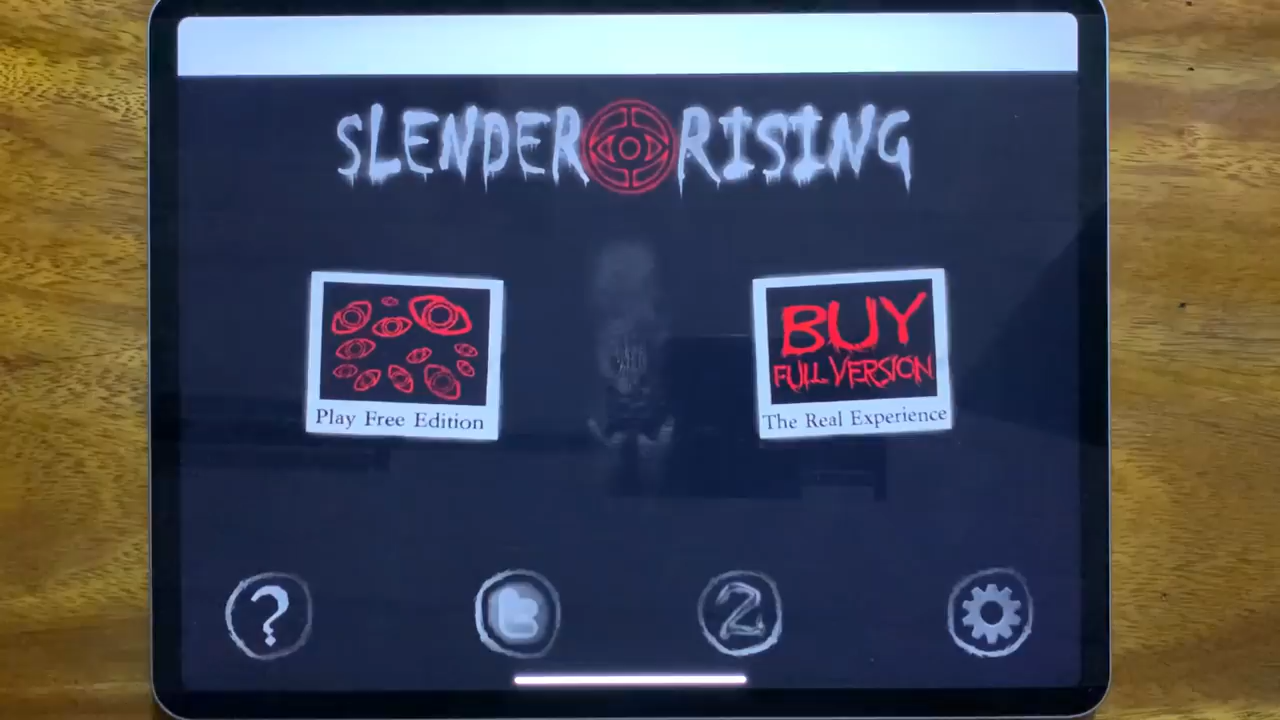 SLENDER RISING
BUY
FULL VERSION
Play Free Edition
The Real Experience
?
t
2